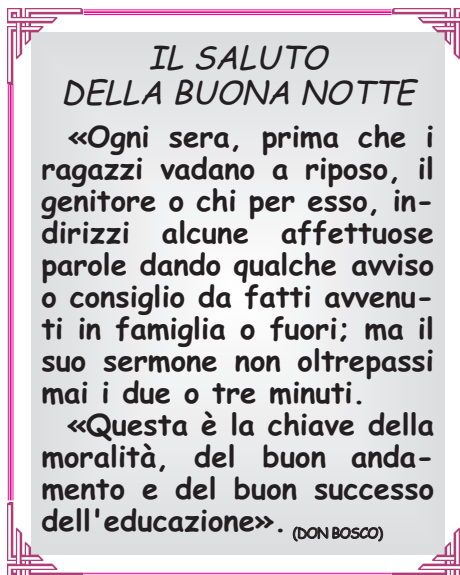 IL SALUTO
DELLA BUONA NOTTE
«Ogni sera, prima che i
ragazzi vadano a riposo, il
genitore o chi per esso, in-
dirizzi alcune affettuose
parole dando qualche avviso
o consiglio da fatti avvenu-
ti in famiglia o fuori; ma il
suo sermone non oltrepassi
mai i due o tre minuti.
«Questa è la chiave della
moralità, del buon anda-
mento e del buon successo
dell'educazione». (DON BOSCO)